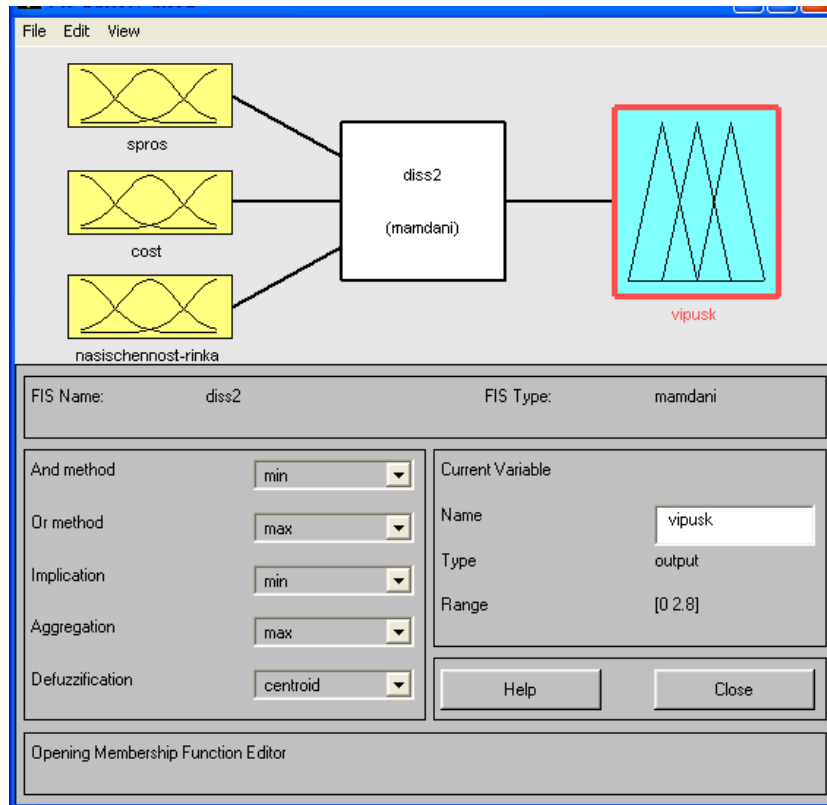 File Edit View
spros
diss2
(mamdani)
cost
vipusk
nasischennost-rinka
FIS Name: diss2 FIS Type: mamdani
And method min
Or method max
Implication min
Aggregation max
Defuzzification centroid
Current Variable
Name vipusk
Type output
Range [0 2.8]
Help Close
Opening Membership Function Editor